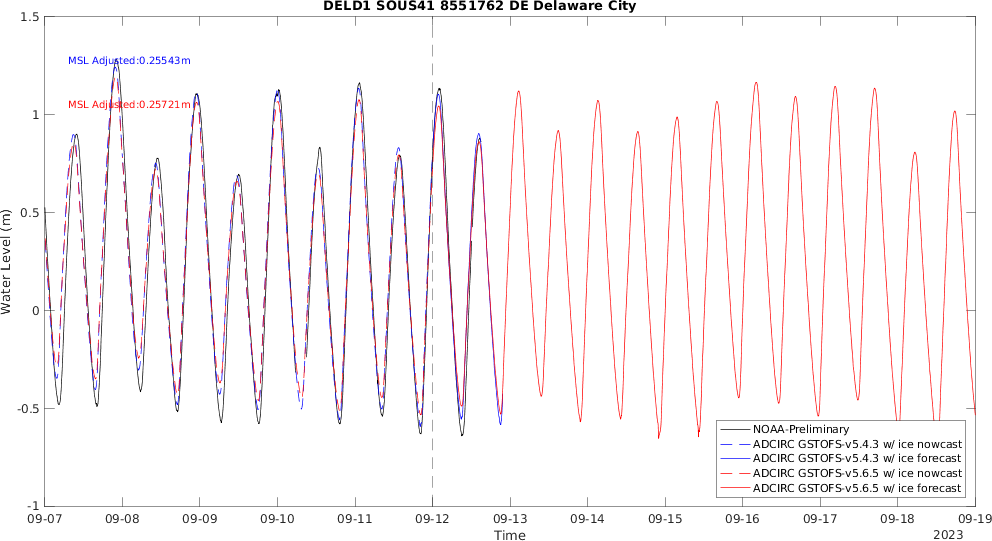 DELD1 SOUS41 8551762 DE Delaware City
1.5
MSL Adjusted:0.25543m
MSL Adjusted:0.25721m
1
0.5
Water Level (m)
0
-0.5
NOAA-Preliminary
ADCIRC GSTOFS-v5.4.3 w/ ice nowcast
ADCIRC GSTOFS-v5.4.3 w/ ice forecast
ADCIRC GSTOFS-v5.6.5 w/ ice nowcast
ADCIRC GSTOFS-v5.6.5 w/ ice forecast
-1
09-07 09-08 09-09 09-10 09-11 09-12 09-13 09-14 09-15 09-16 09-17 09-18 09-19
Time
2023